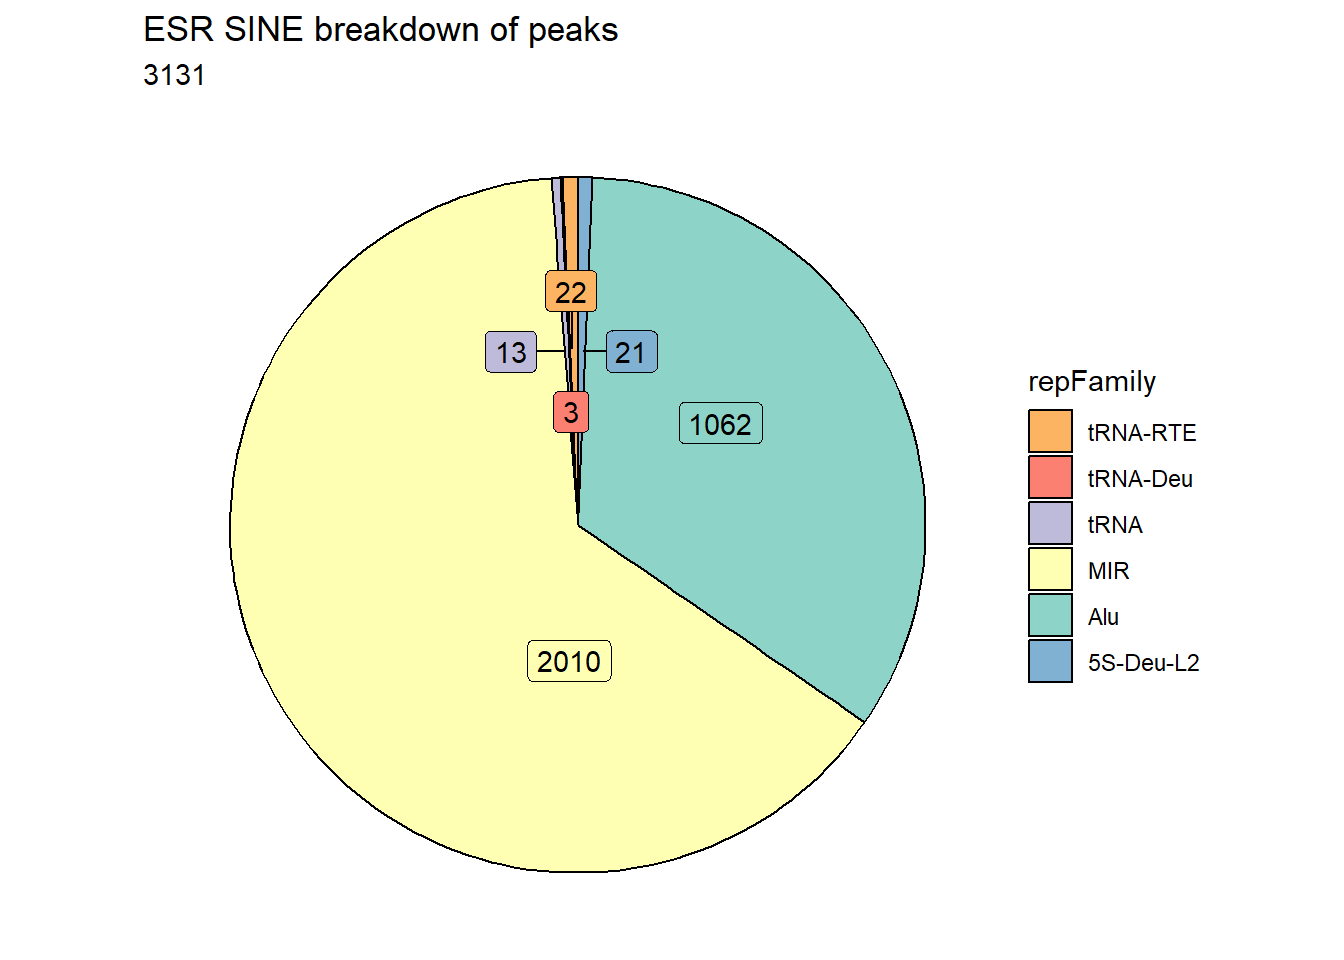 ESR SINE breakdown of peaks
3131
22
13
21
3
1062
2010
repFamily
tRNA-RTE
tRNA-Deu
tRNA
MIR
Alu
5S-Deu-L2